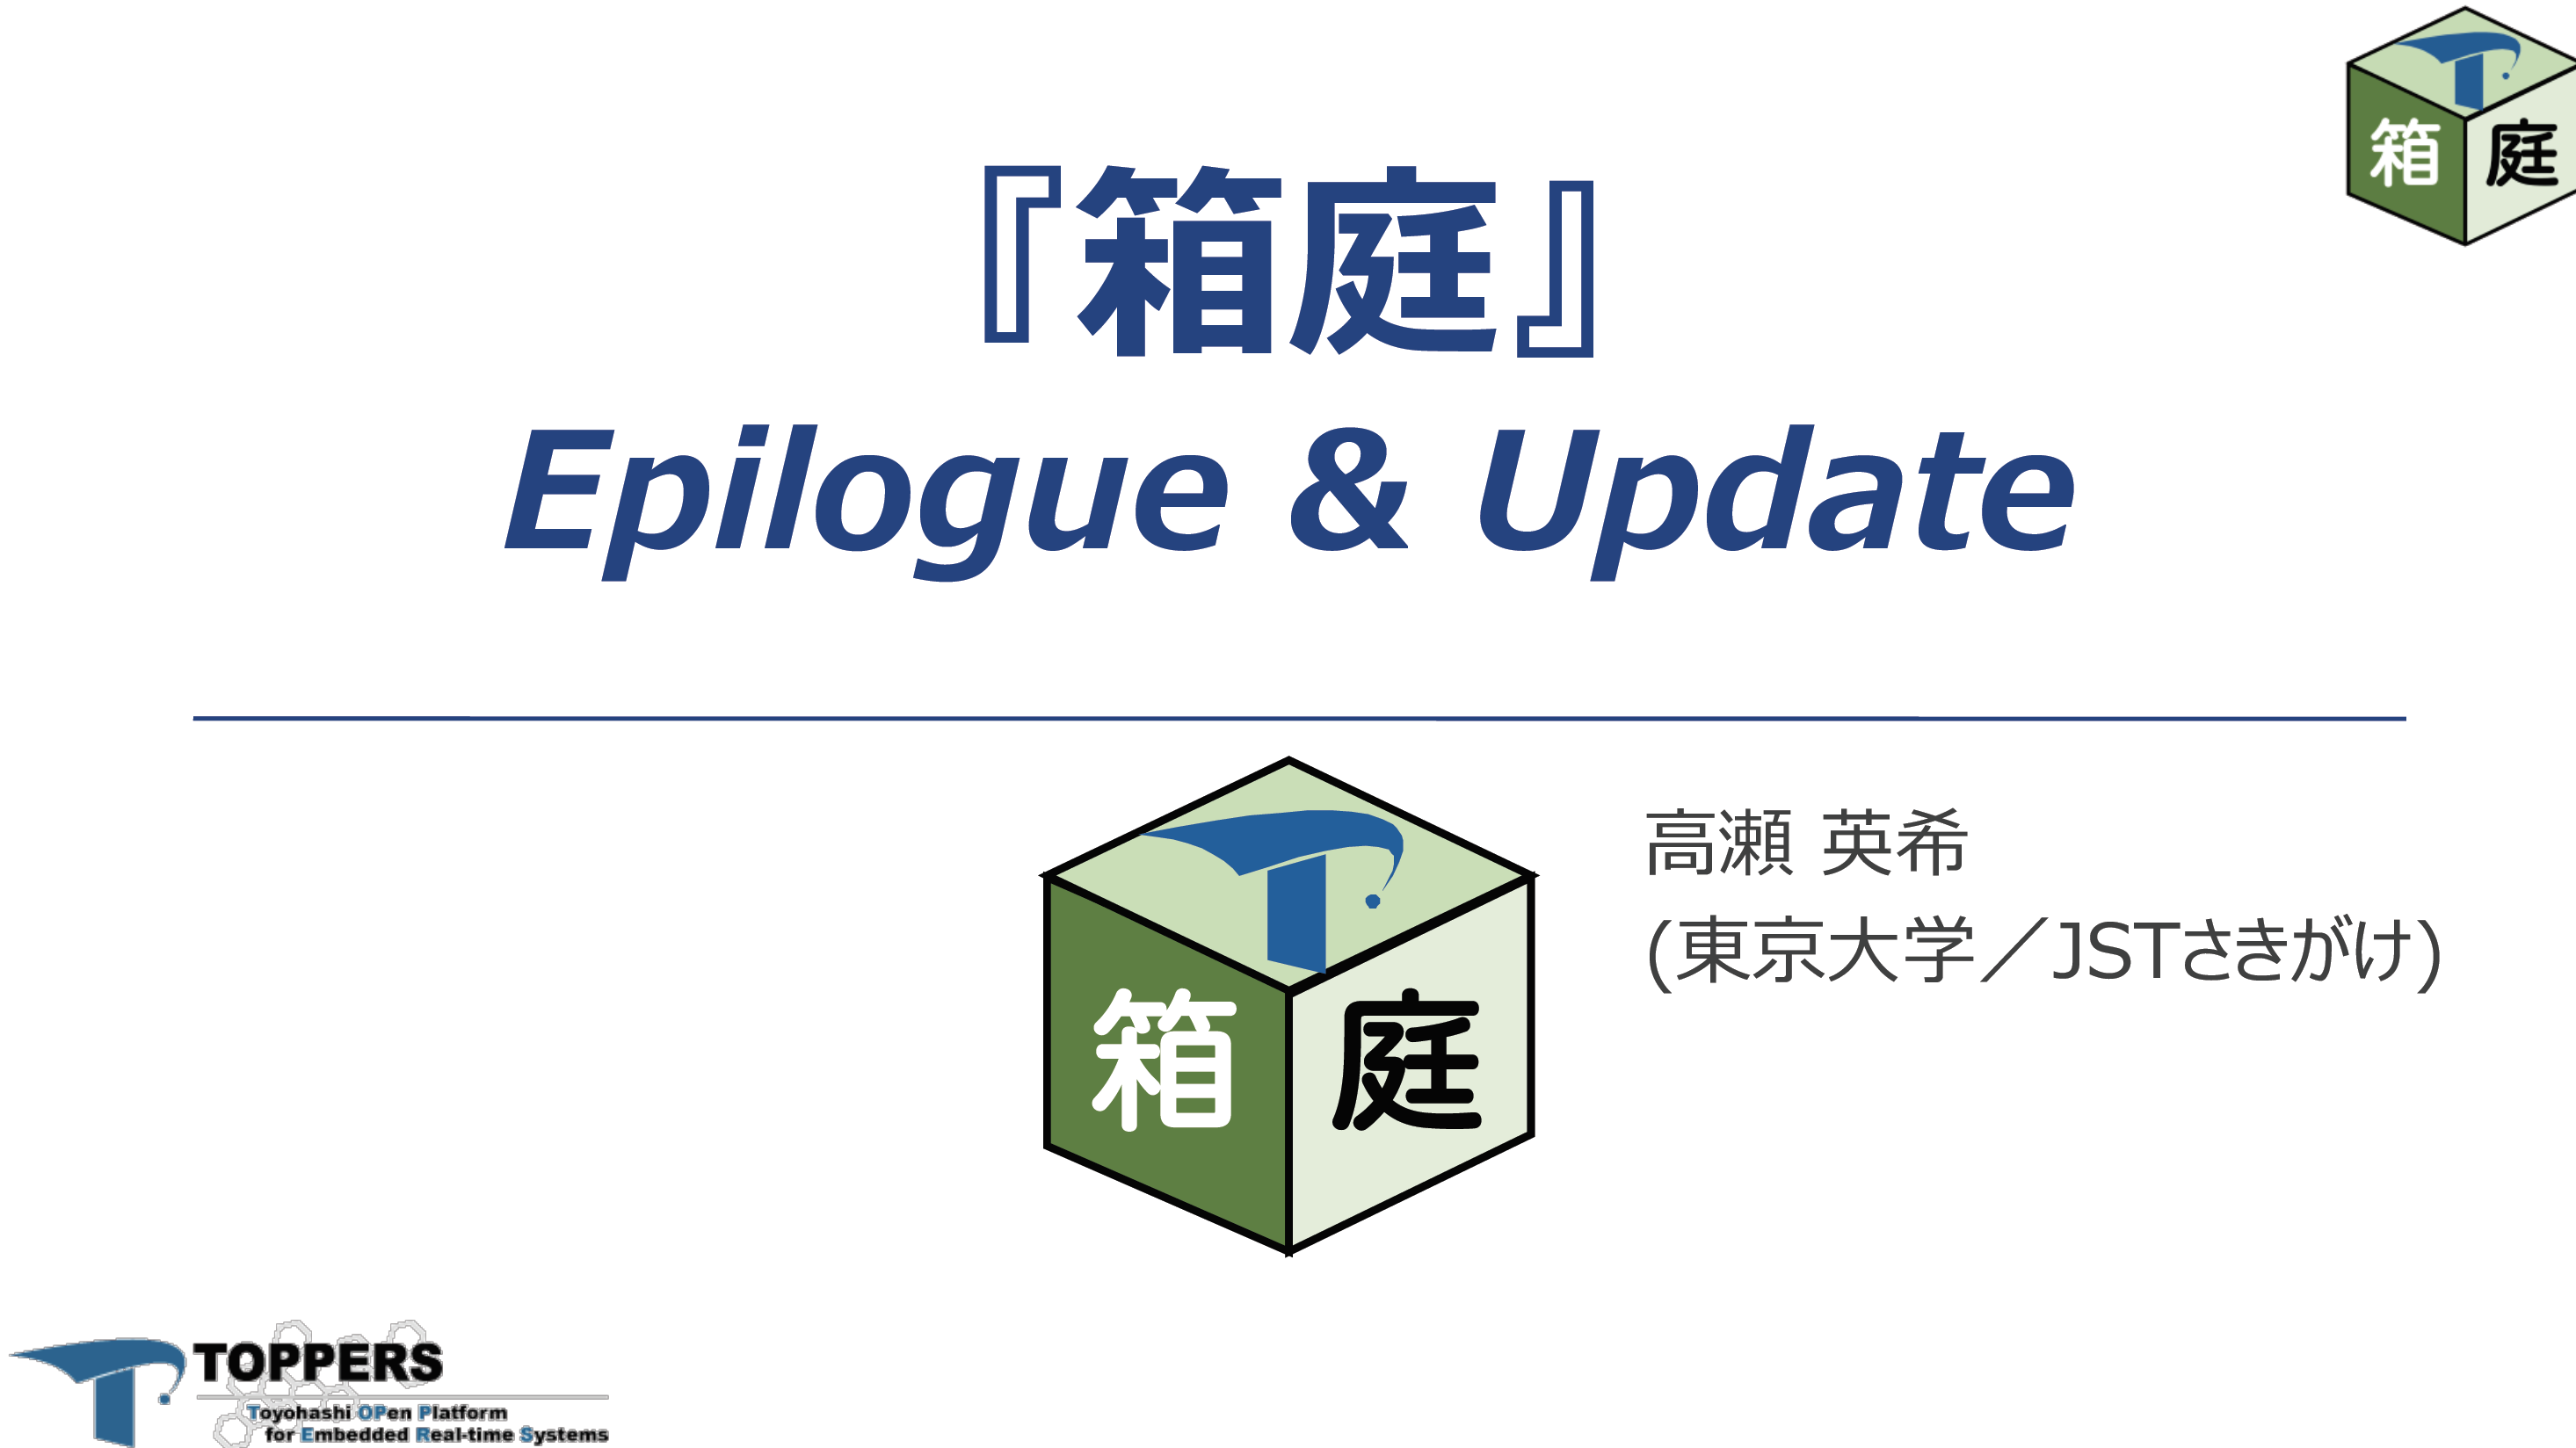 箱庭
『箱庭』
Epilogue & Update
高瀬 英希
(東京大学／JSTさきがけ)
箱庭
TOPPERS
Toyohashi OPen Platform
for Embedded Real-time Systems